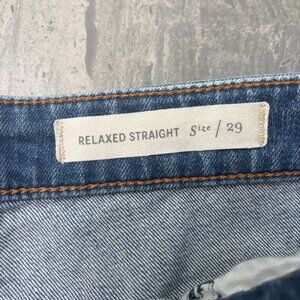 RELAXED STRAIGHT Size / 29